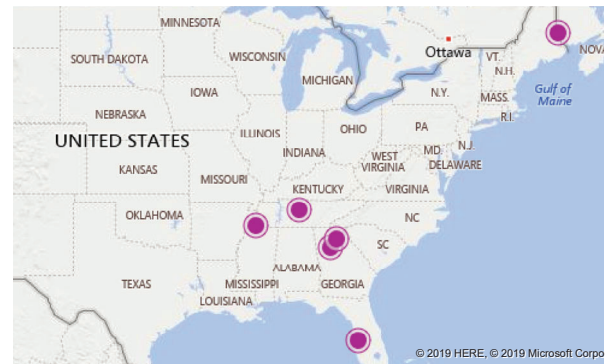 MINNESOTA
SOUTH DAKOTA
WISCONSIN
Ottawa
VT.
NOVA
N.H.
MICHIGAN
N.Y.
MASS.
Gulf of
Maine
IOWA
R.I.
NEBRASKA
UNITED STATES
ILLINOIS
OHIO
PA
N.J.
INDIANA
MD
DELAWARE
WEST
VIRGINIA
KANSAS
MISSOURI
KENTUCKY
VIRGINIA
OKLAHOMA
NC
SC
ALABAMA
TEXAS
MISSISSIPPI
GEORGIA
LOUISIANA
© 2019 HERE, © 2019 Microsoft Corpo